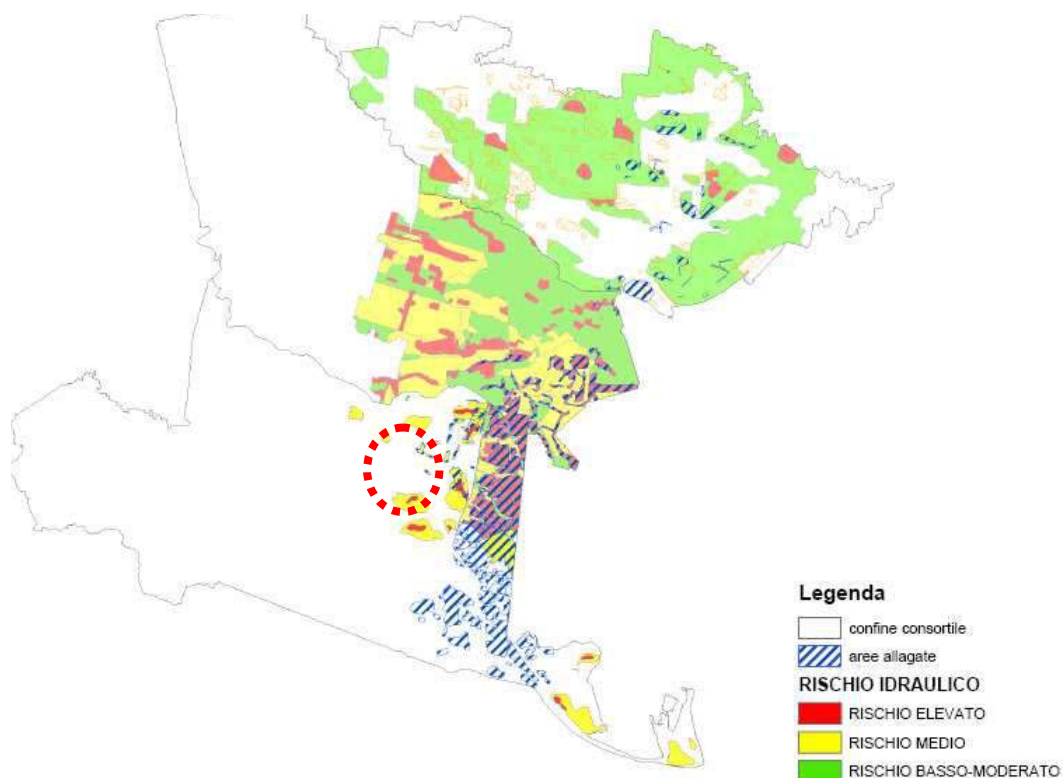 Legenda
confine consortile
aree allagate
RISCHIO IDRAULICO
RISCHIO ELEVATO
RISCHIO MEDIO
RISCHIO BASSO-MODERATO